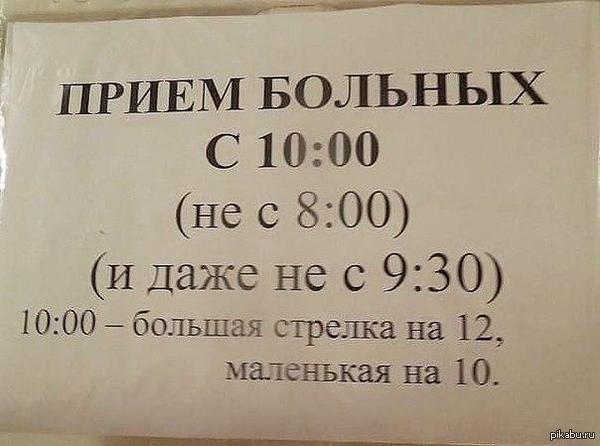 ПРИЕМ БОЛЬНЫХ
С 10:00
(не с 8:00)
(и даже не с 9:30)
10:00 – большая стрелка на 12,
маленькая на 10.
pikabu.ru